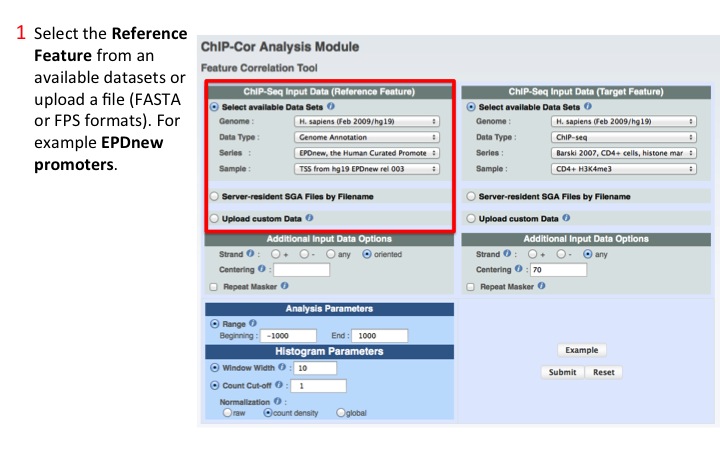 1 Select the Reference
Feature from an
available datasets or
upload a file (FASTA
or FPS formats). For
example EPDnew
promoters.
ChIP-Cor Analysis Module
Feature Correlation Tool
ChIP-Seq Input Data (Reference Feature)
Select available Data Sets
Genome : H. sapiens (Feb 2009/hg19)
Data Type : Genome Annotation
Series : EPDnew, the Human Curated Promote
Sample : TSS from hg19 EPDnew rel 003
Server-resident SGA Files by Filename
Upload custom Data
Additional Input Data Options
Strand : + - any oriented
Centering :
Repeat Masker
ChIP-Seq Input Data (Target Feature)
Select available Data Sets
Genome : H. sapiens (Feb 2009/hg19)
Data Type : ChIP-seq
Series : Barski 2007, CD4+ cells, histone mar
Sample : CD4+ H3K4me3
Server-resident SGA Files by Filename
Upload custom Data
Additional Input Data Options
Strand : + - any
Centering : 70
Repeat Masker
Analysis Parameters
Range
Beginning : -1000 End : 1000
Histogram Parameters
Window Width : 10
Count Cut-off : 1
Normalization :
raw count density global
Example
Submit Reset